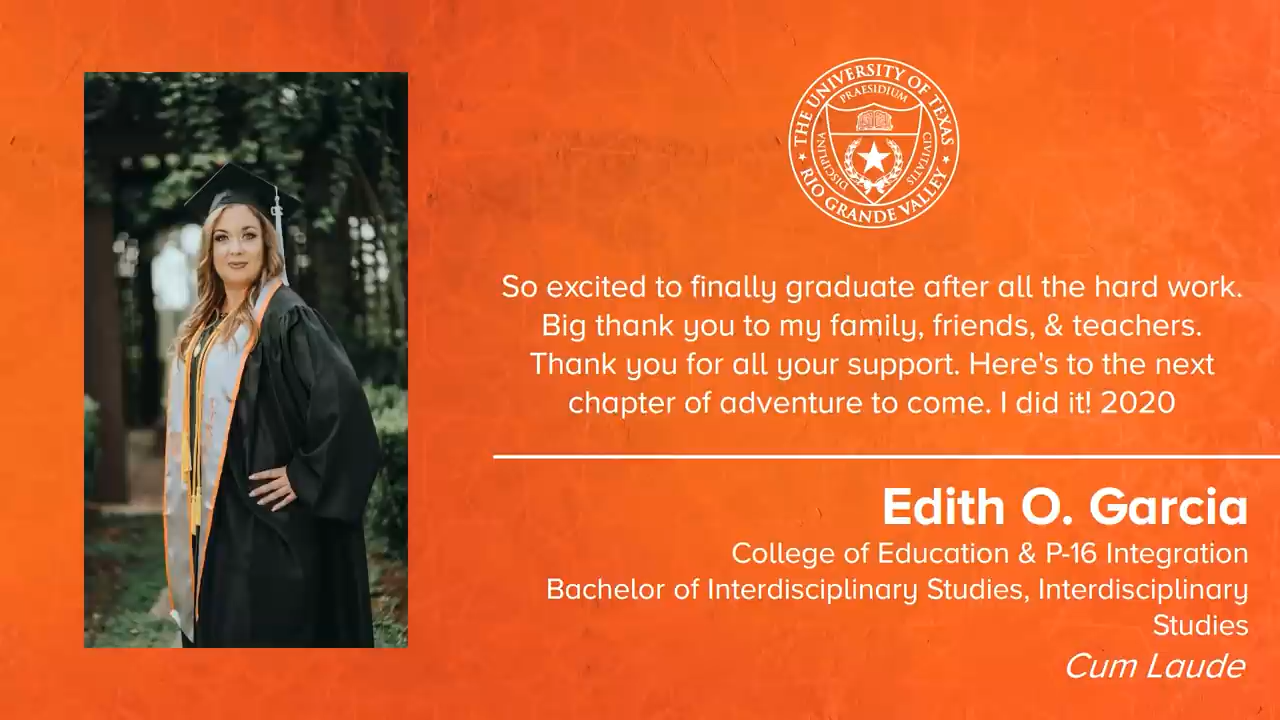 THE UNIVERSITY OF TEXAS
RIO GRANDE VALLEY
PRAESIDIUM
DISCIPLINA
CIVITATIS
So excited to finally graduate after all the hard work.
Big thank you to my family, friends, & teachers.
Thank you for all your support. Here's to the next
chapter of adventure to come. I did it! 2020
Edith O. Garcia
College of Education & P-16 Integration
Bachelor of Interdisciplinary Studies, Interdisciplinary
Studies
Cum Laude